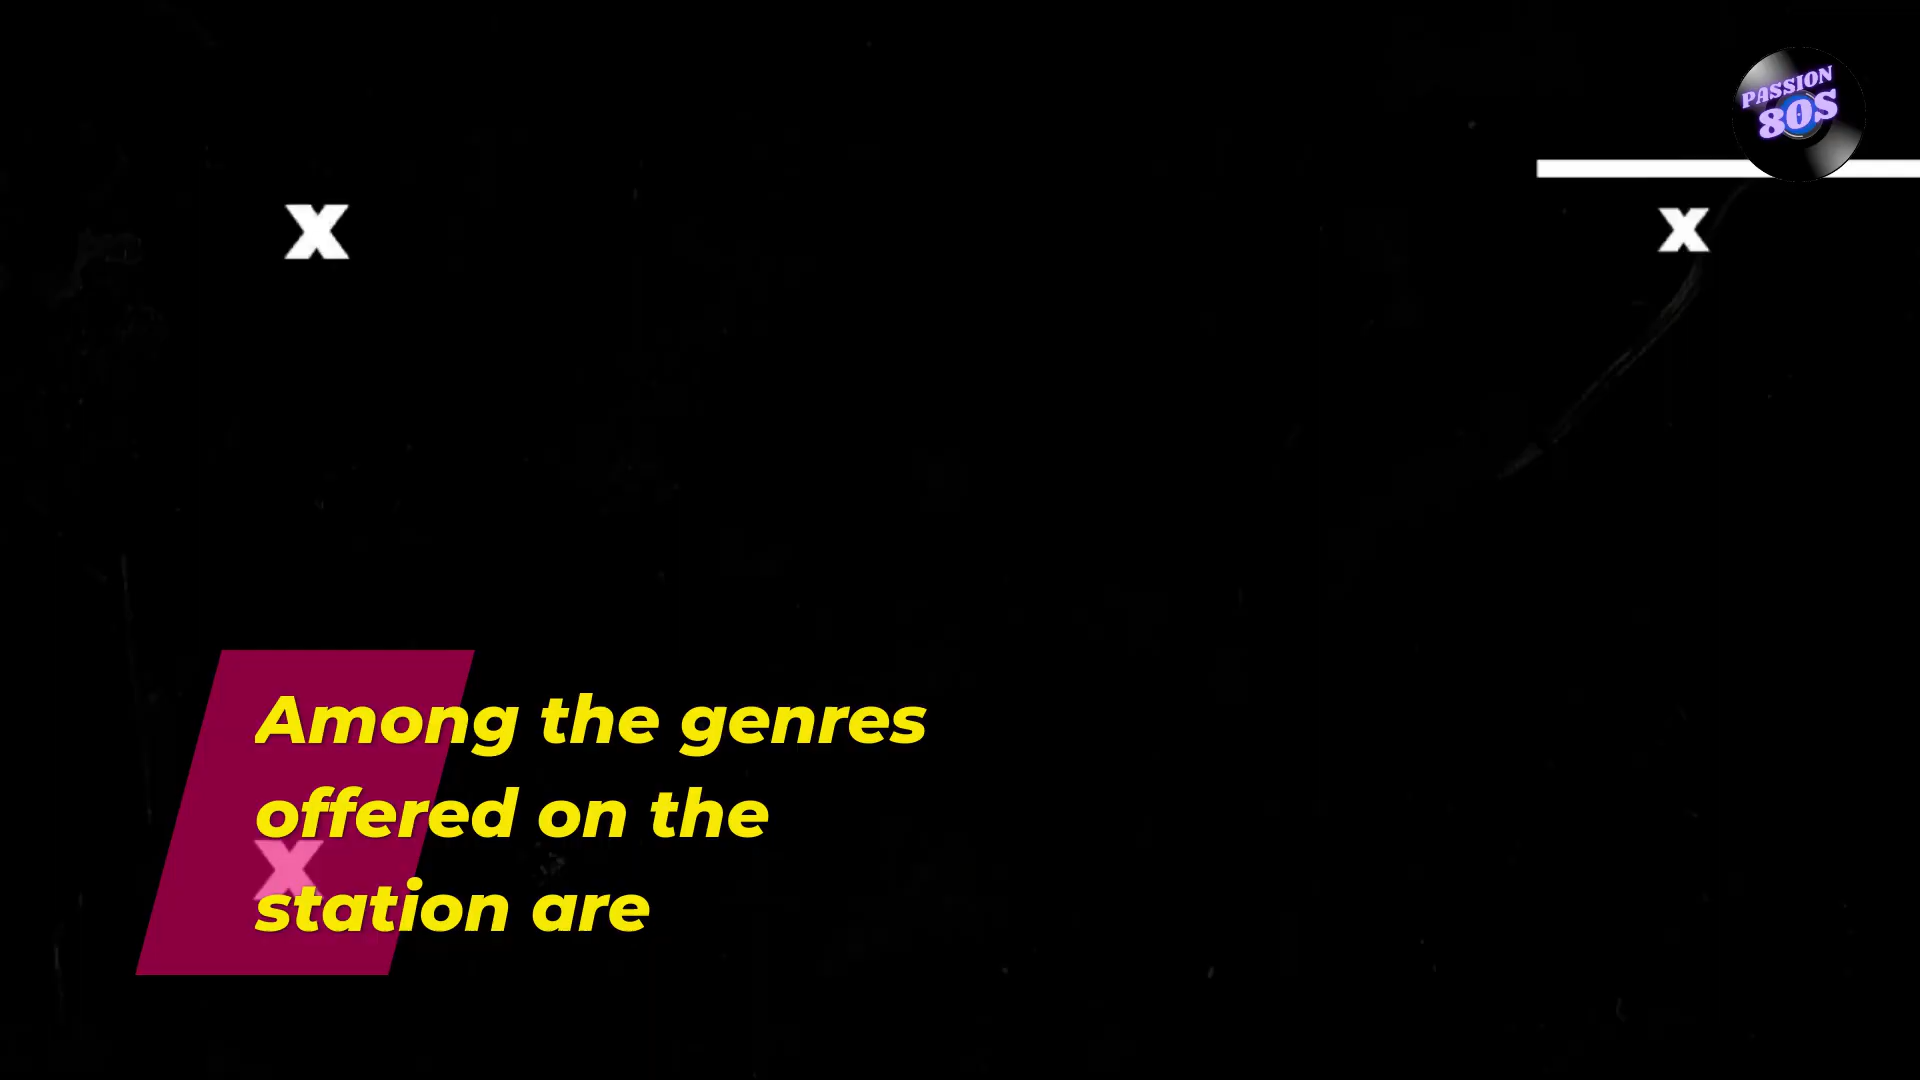 PASSION
80S
x
x
Among the genres
offered on the
x
station are